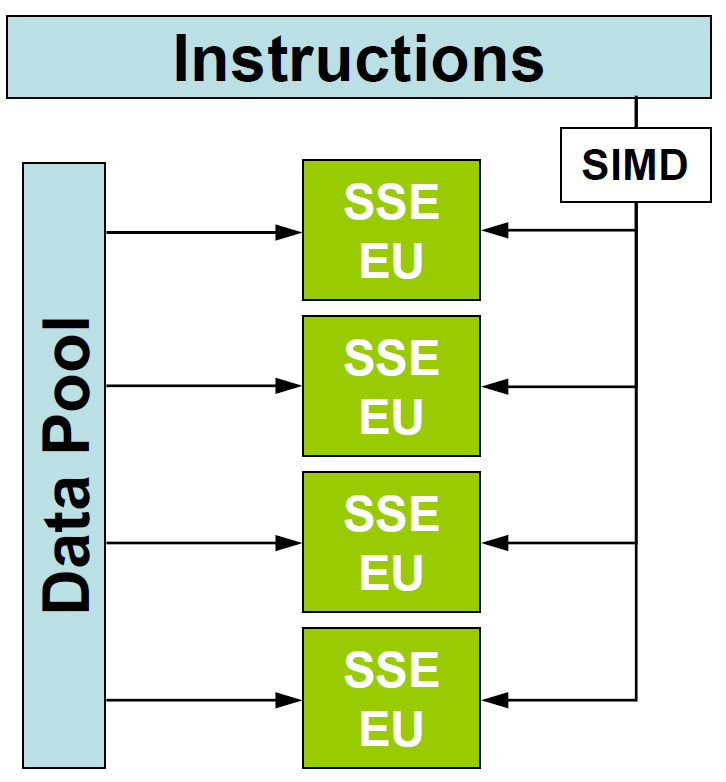 Instructions
SIMD
Data Pool
SSE
EU
SSE
EU
SSE
EU
SSE
EU